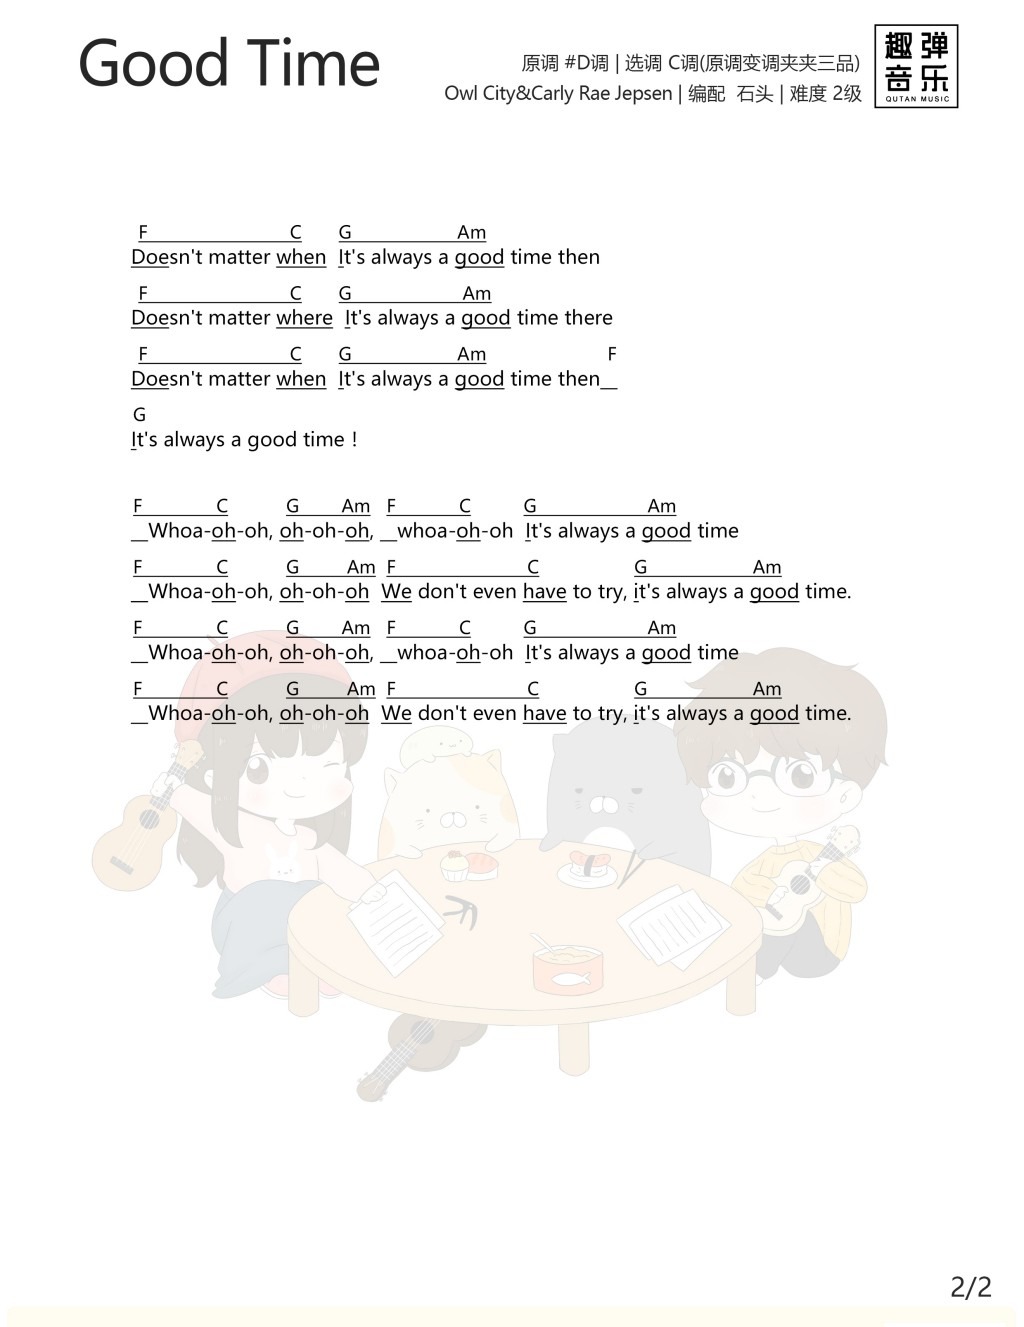 Good Time
原调 #D调 | 选调 C调(原调变调夹夹三品)
Owl City&Carly Rae Jepsen | 编配 石头 | 难度 2级
趣弹
音乐
QUTAN MUSIC
F C G Am
Doesn't matter when It's always a good time then
F C G Am
Doesn't matter where It's always a good time there
F C G Am F
Doesn't matter when It's always a good time then__
G
It's always a good time !
F C G Am F C G Am
__Whoa-oh-oh, oh-oh-oh, __whoa-oh-oh It's always a good time
F C G Am F C G Am
__Whoa-oh-oh, oh-oh-oh We don't even have to try, it's always a good time.
F C G Am F C G Am
__Whoa-oh-oh, oh-oh-oh, __whoa-oh-oh It's always a good time
F C G Am F C G Am
__Whoa-oh-oh, oh-oh-oh We don't even have to try, it's always a good time.
2/2